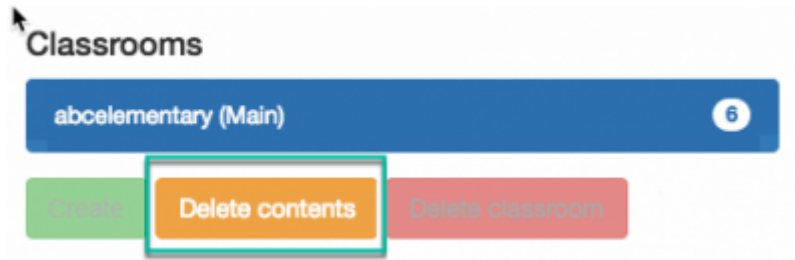 Classrooms
abcelementary (Main) 6
Create Delete contents Delete classroom